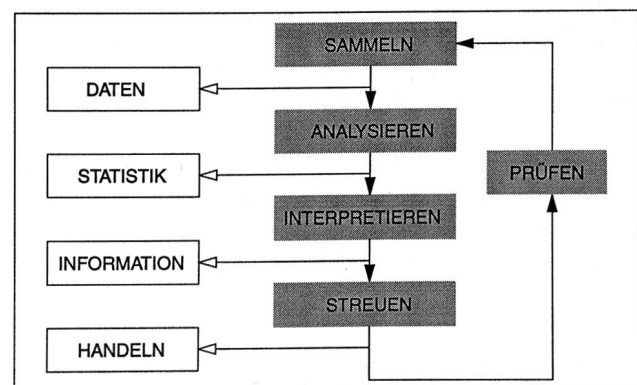 SAMMELN
DATEN
ANALYSIEREN
STATISTIK
PRÜFEN
INTERPRETIEREN
INFORMATION
STREUEN
HANDELN